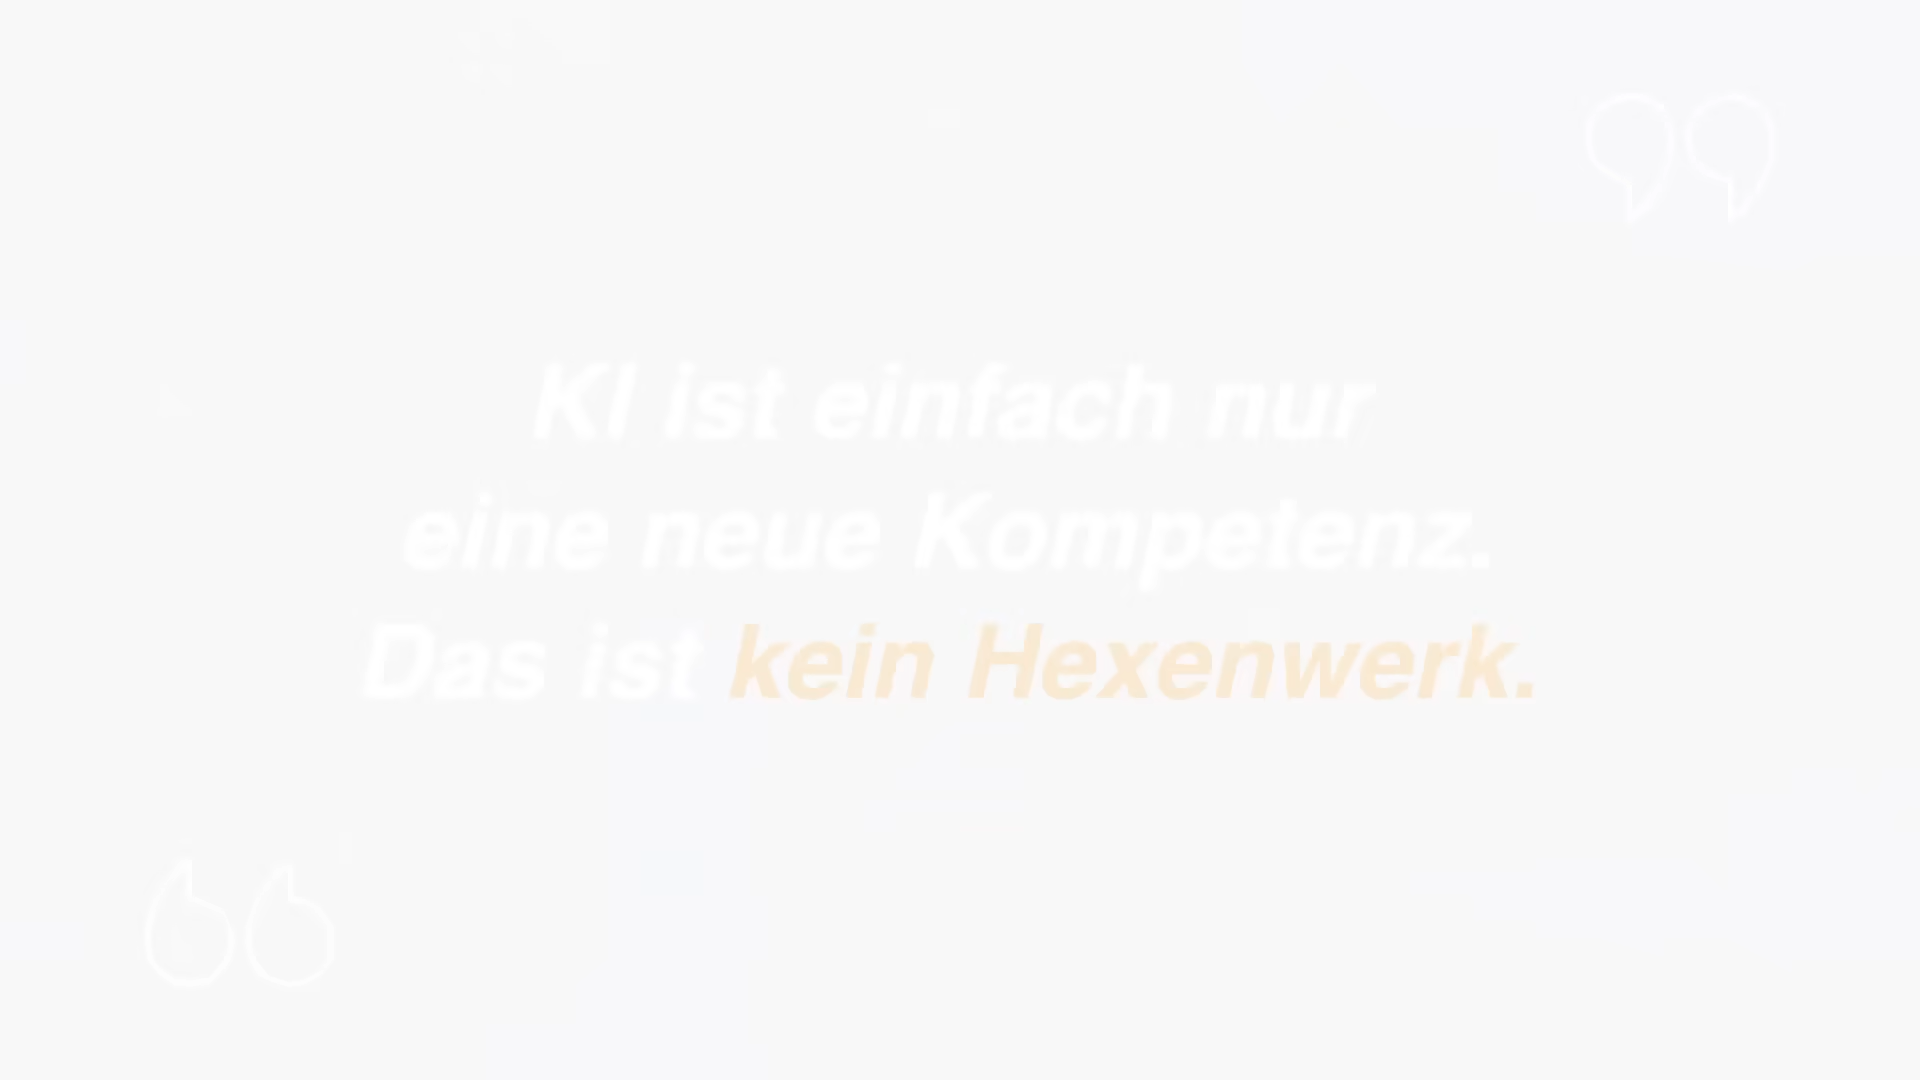 KI ist einfach nur
eine neue Kompetenz.
Das ist kein Hexenwerk.